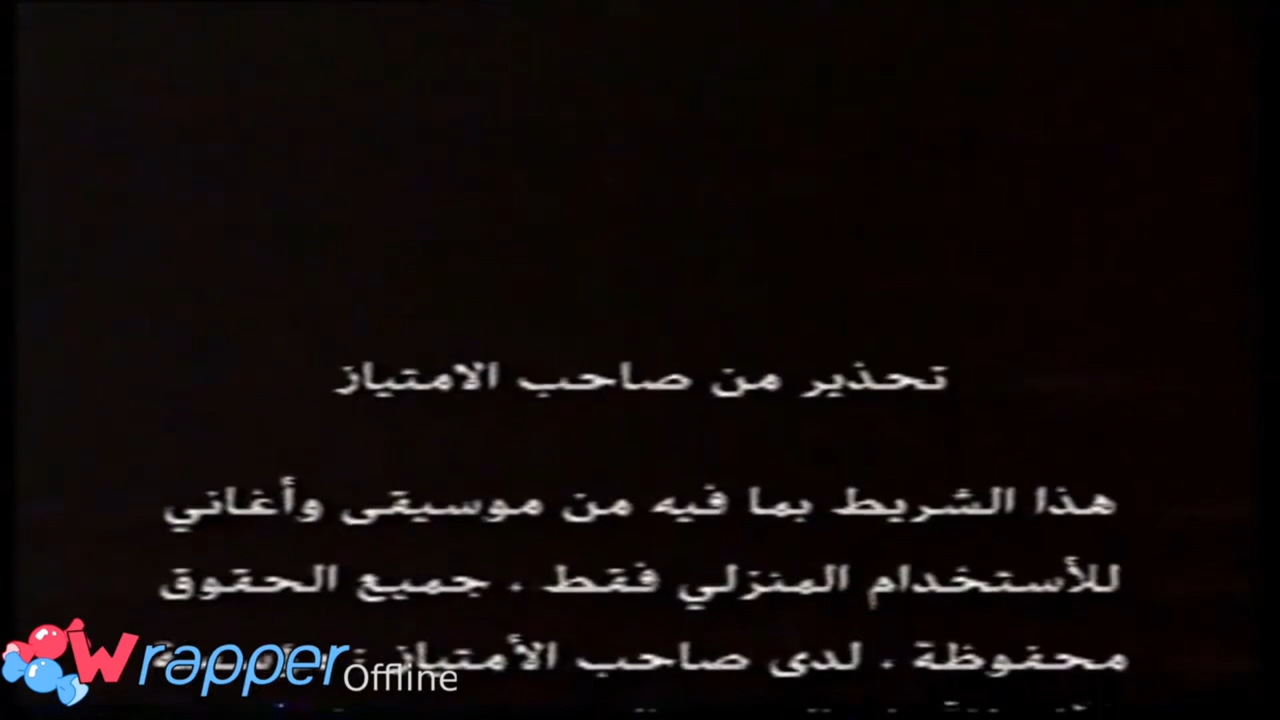 تحذير من صاحب الامتياز
هذا الشريط بما فيه من موسيقى وأغاني
للأستخدام المنزلي فقط . جميع الحقوق
محفوظة . لدى صاحب الأمتياز .
Wrapper Offline